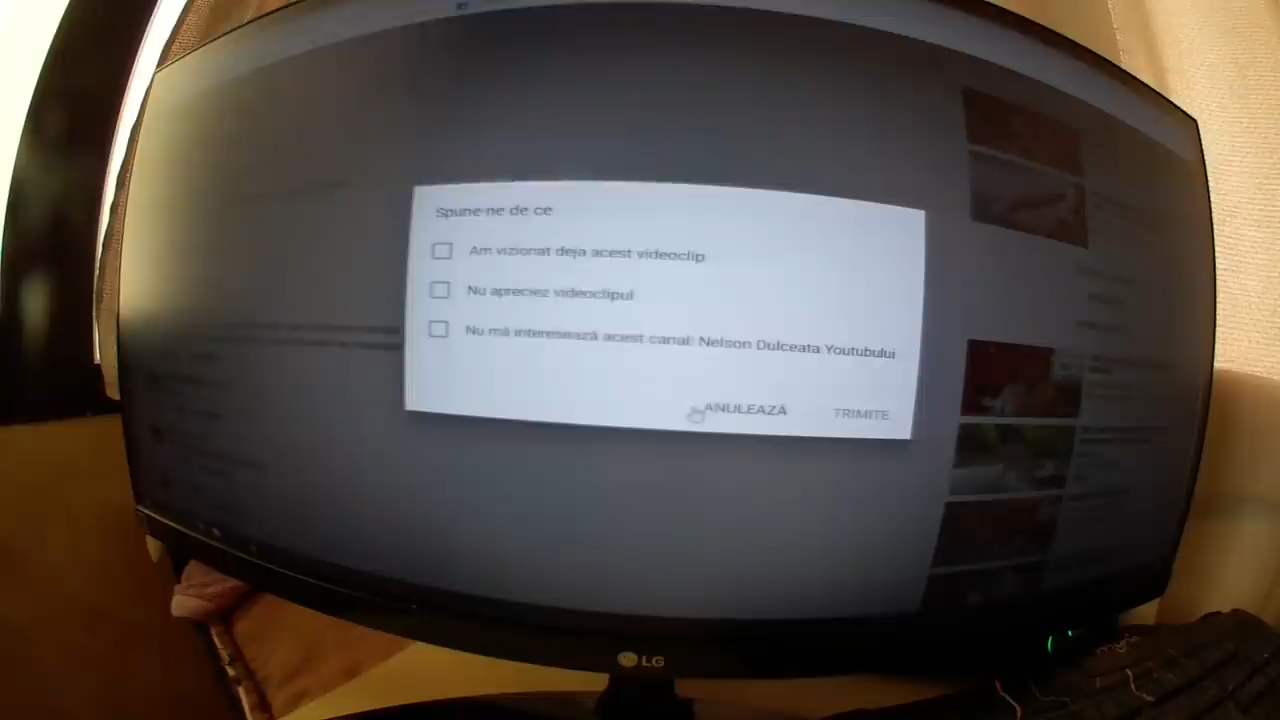 Spune-ne de ce
Am vizionat deja acest videoclip
Nu apreciez videoclipul
Nu mă interesează acest canal: Nelson Dulceata Youtubului
ANULEAZĂ
TRIMITE
LG